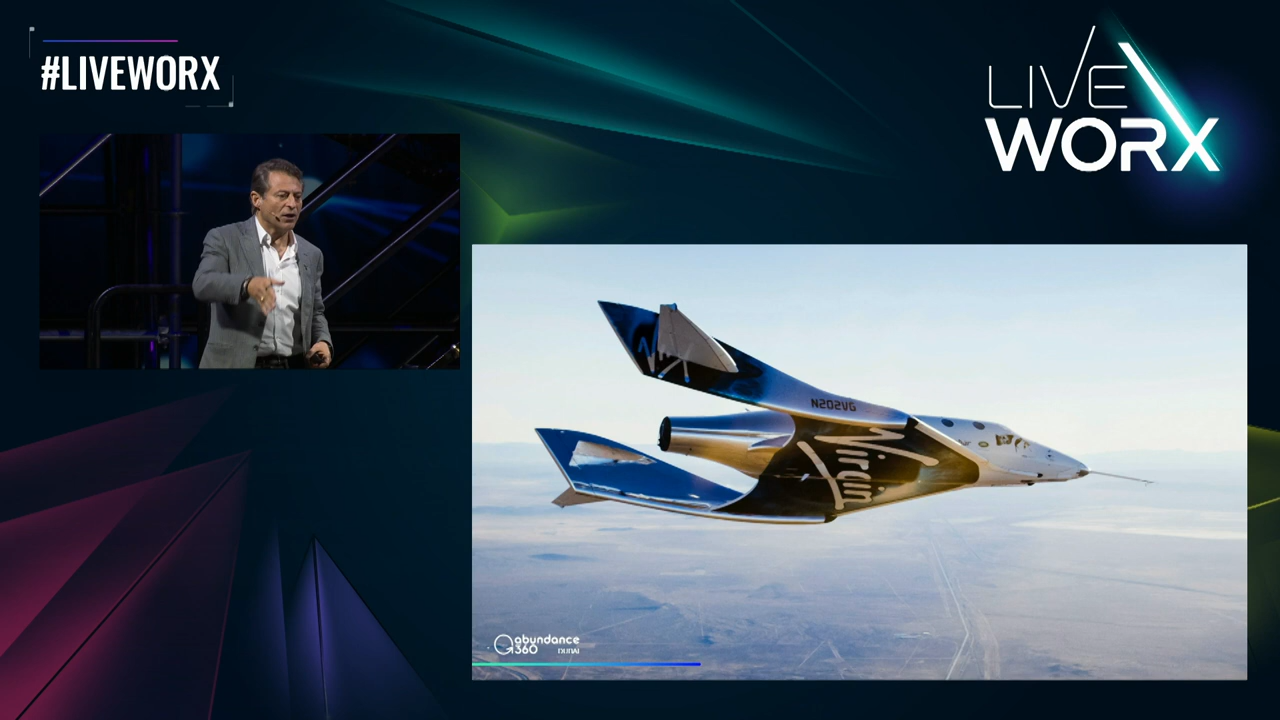 #LIVEWORX
LIVE
WORX
N202VG
Virgin
abundance
360 DUBAI